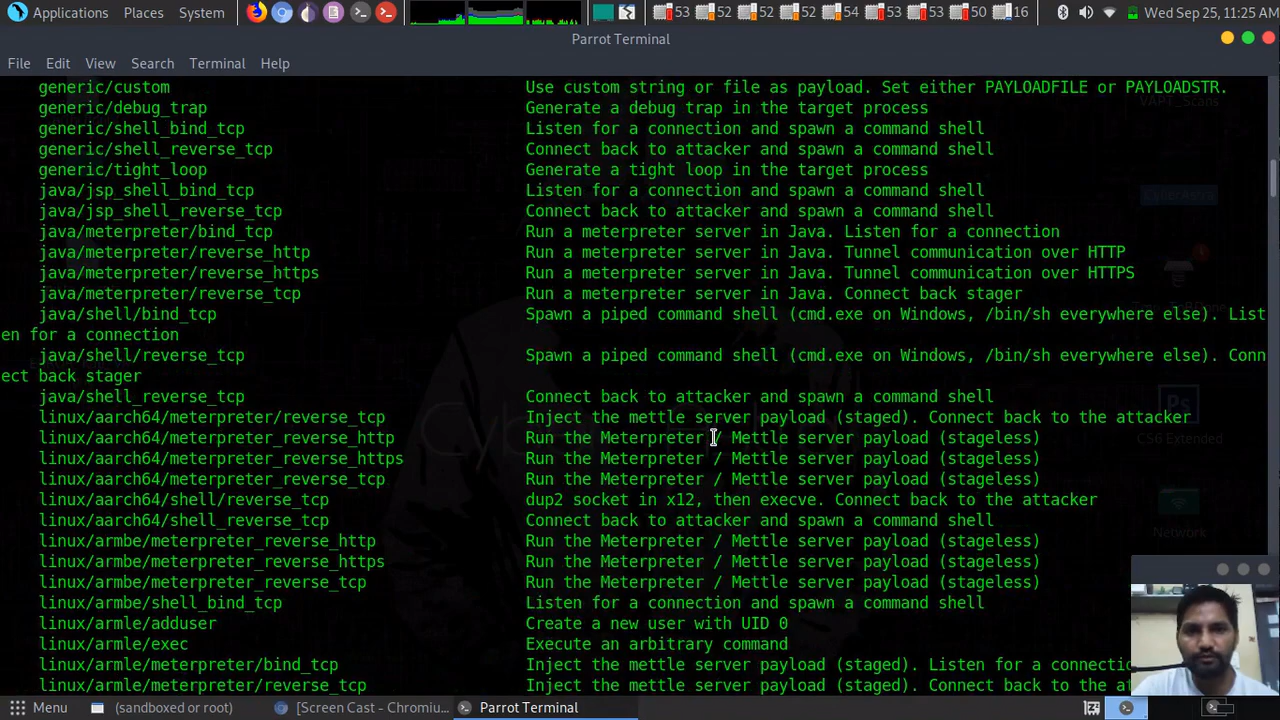 Applications Places System 53 52 52 52 54 53 53 50 16 Wed Sep 25, 11:25 AM
Parrot Terminal
File Edit View Search Terminal Help
generic/custom Use custom string or file as payload. Set either PAYLOADFILE or PAYLOADSTR.
generic/debug_trap Generate a debug trap in the target process
generic/shell_bind_tcp Listen for a connection and spawn a command shell
generic/shell_reverse_tcp Connect back to attacker and spawn a command shell
generic/tight_loop Generate a tight loop in the target process
java/jsp_shell_bind_tcp Listen for a connection and spawn a command shell
java/jsp_shell_reverse_tcp Connect back to attacker and spawn a command shell
java/meterpreter/bind_tcp Run a meterpreter server in Java. Listen for a connection
java/meterpreter/reverse_http Run a meterpreter server in Java. Tunnel communication over HTTP
java/meterpreter/reverse_https Run a meterpreter server in Java. Tunnel communication over HTTPS
java/meterpreter/reverse_tcp Run a meterpreter server in Java. Connect back stager
java/shell/bind_tcp Spawn a piped command shell (cmd.exe on Windows, /bin/sh everywhere else). List
en for a connection
java/shell/reverse_tcp Spawn a piped command shell (cmd.exe on Windows, /bin/sh everywhere else). Conn
ect back stager
java/shell_reverse_tcp Connect back to attacker and spawn a command shell
linux/aarch64/meterpreter/reverse_tcp Inject the mettle server payload (staged). Connect back to the attacker
linux/aarch64/meterpreter_reverse_http Run the Meterpreter / Mettle server payload (stageless)
linux/aarch64/meterpreter_reverse_https Run the Meterpreter / Mettle server payload (stageless)
linux/aarch64/meterpreter_reverse_tcp Run the Meterpreter / Mettle server payload (stageless)
linux/aarch64/shell/reverse_tcp dup2 socket in x12, then execve. Connect back to the attacker
linux/aarch64/shell_reverse_tcp Connect back to attacker and spawn a command shell
linux/armbe/meterpreter_reverse_http Run the Meterpreter / Mettle server payload (stageless)
linux/armbe/meterpreter_reverse_https Run the Meterpreter / Mettle server payload (stageless)
linux/armbe/meterpreter_reverse_tcp Run the Meterpreter / Mettle server payload (stageless)
linux/armbe/shell_bind_tcp Listen for a connection and spawn a command shell
linux/armle/adduser Create a new user with UID 0
linux/armle/exec Execute an arbitrary command
linux/armle/meterpreter/bind_tcp Inject the mettle server payload (staged). Listen for a connectio
linux/armle/meterpreter/reverse_tcp Inject the mettle server payload (staged). Connect back to the at
VAPT_Scans
Ps
CS6 Extended
Network
Menu (sandboxed or root) [Screen Cast - Chromiu... Parrot Terminal